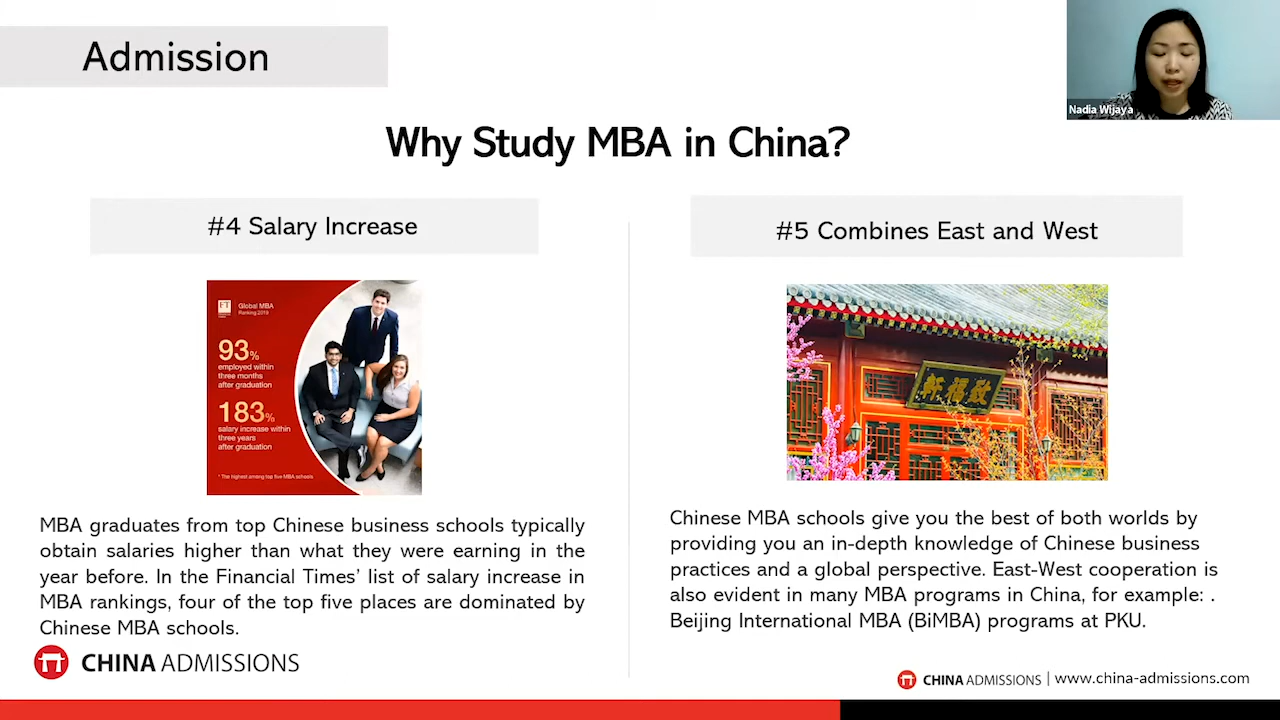 Admission
Nadia Wijaya
Why Study MBA in China?
#4 Salary Increase
FT
Global MBA
Ranking 2019
93%
employed within
three months
after graduation
183%
salary increase within
three years
after graduation
* The highest among top five MBA schools
MBA graduates from top Chinese business schools typically
obtain salaries higher than what they were earning in the
year before. In the Financial Times’ list of salary increase in
MBA rankings, four of the top five places are dominated by
Chinese MBA schools.
CHINA ADMISSIONS
#5 Combines East and West
軒福致
Chinese MBA schools give you the best of both worlds by
providing you an in-depth knowledge of Chinese business
practices and a global perspective. East-West cooperation is
also evident in many MBA programs in China, for example: .
Beijing International MBA (BiMBA) programs at PKU.
CHINA ADMISSIONS | www.china-admissions.com